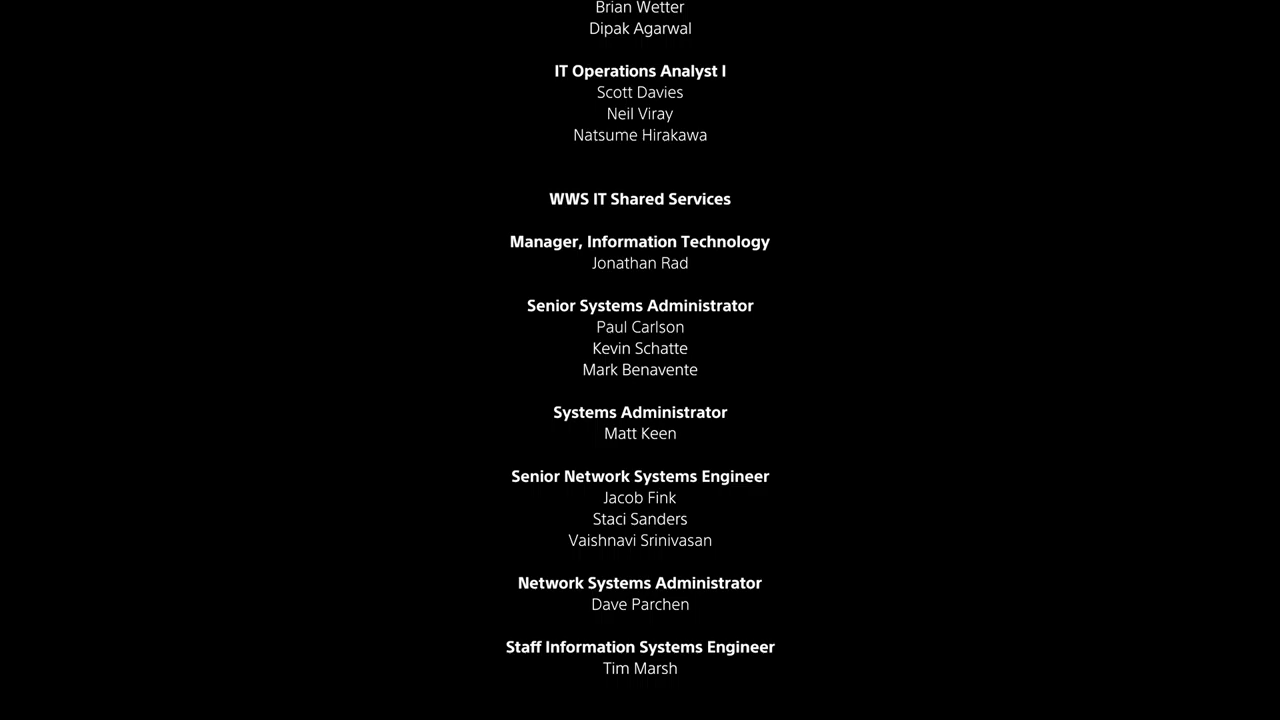 Brian Wetter
Dipak Agarwal
IT Operations Analyst I
Scott Davies
Neil Viray
Natsume Hirakawa
WWS IT Shared Services
Manager, Information Technology
Jonathan Rad
Senior Systems Administrator
Paul Carlson
Kevin Schatte
Mark Benavente
Systems Administrator
Matt Keen
Senior Network Systems Engineer
Jacob Fink
Staci Sanders
Vaishnavi Srinivasan
Network Systems Administrator
Dave Parchen
Staff Information Systems Engineer
Tim Marsh